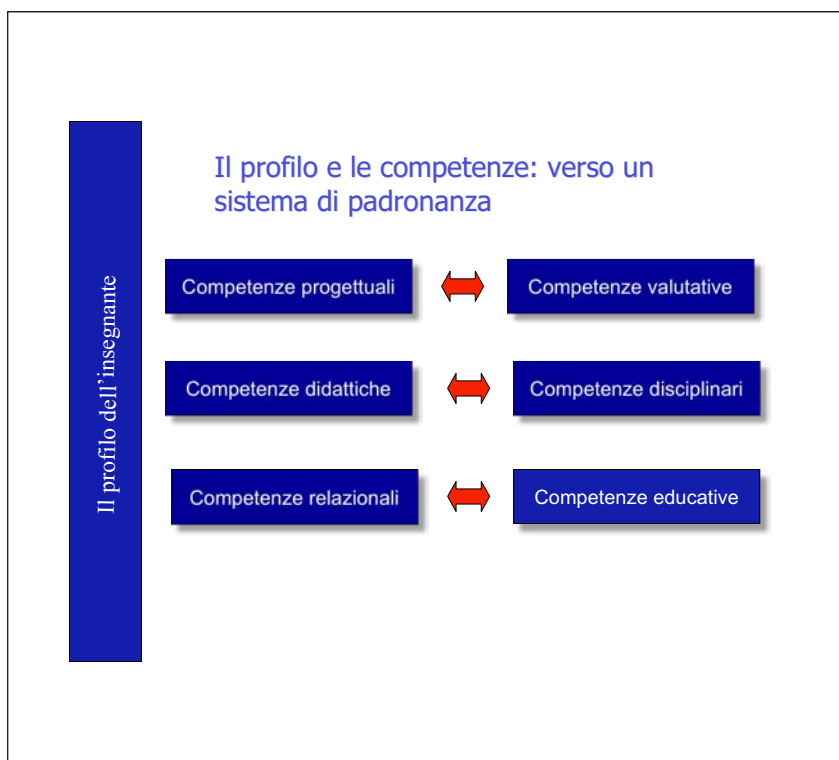 Il profilo dell'insegnante
Il profilo e le competenze: verso un
sistema di padronanza
Competenze progettuali
Competenze valutative
Competenze didattiche
Competenze disciplinari
Competenze relazionali
Competenze educative